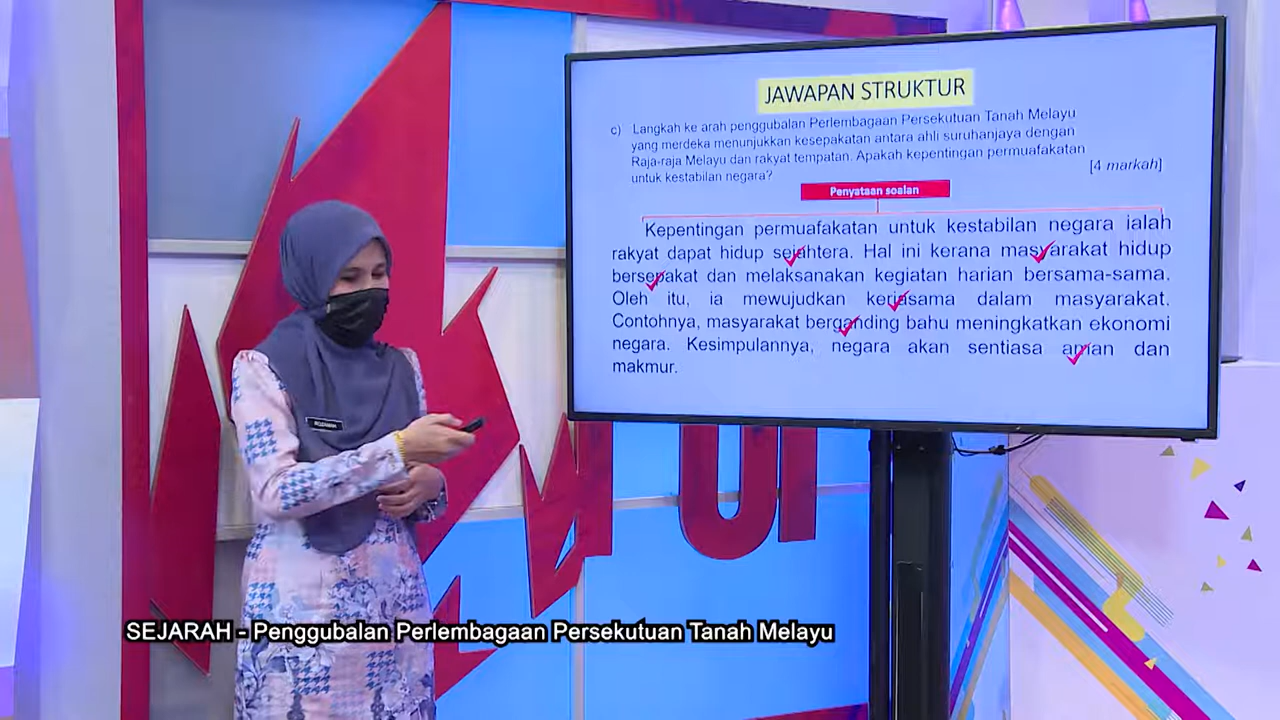 JAWAPAN STRUKTUR
c) Langkah ke arah penggubalan Perlembagaan Persekutuan Tanah Melayu
yang merdeka menunjukkan kesepakatan antara ahli suruhanjaya dengan
Raja-raja Melayu dan rakyat tempatan. Apakah kepentingan permuafakatan
untuk kestabilan negara?
[4 markah]
Penyataan soalan
Kepentingan permuafakatan untuk kestabilan negara ialah
rakyat dapat hidup sejahtera. Hal ini kerana masyarakat hidup
bersepakat dan melaksanakan kegiatan harian bersama-sama.
Oleh itu, ia mewujudkan kerjasama dalam masyarakat.
Contohnya, masyarakat berganding bahu meningkatkan ekonomi
negara. Kesimpulannya, negara akan sentiasa aman dan
makmur.
SEJARAH - Penggubalan Perlembagaan Persekutuan Tanah Melayu